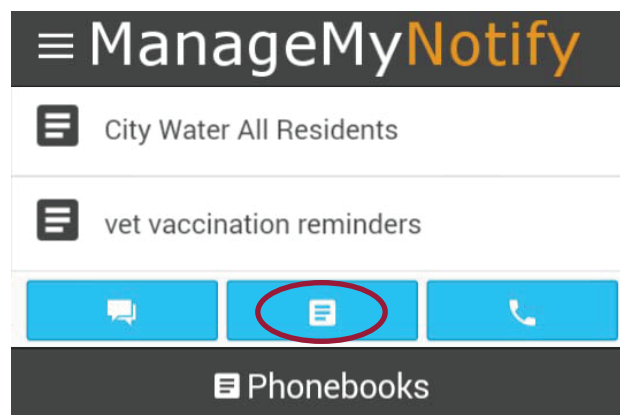 ManageMyNotify
City Water All Residents
vet vaccination reminders
Phonebooks